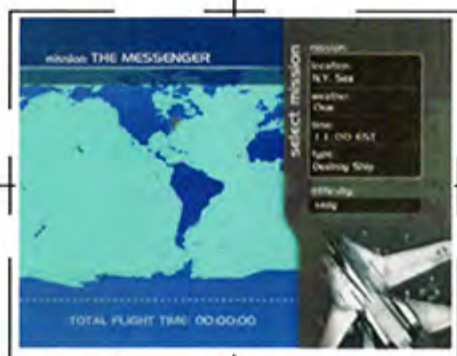 mission THE MESSENGER
select mission
mission:
location:
N.Y. Sea
weather:
time:
11:00 EST
type:
Destroy Ship
difficulty:
easy
TOTAL FLIGHT TIME: 00:00:00